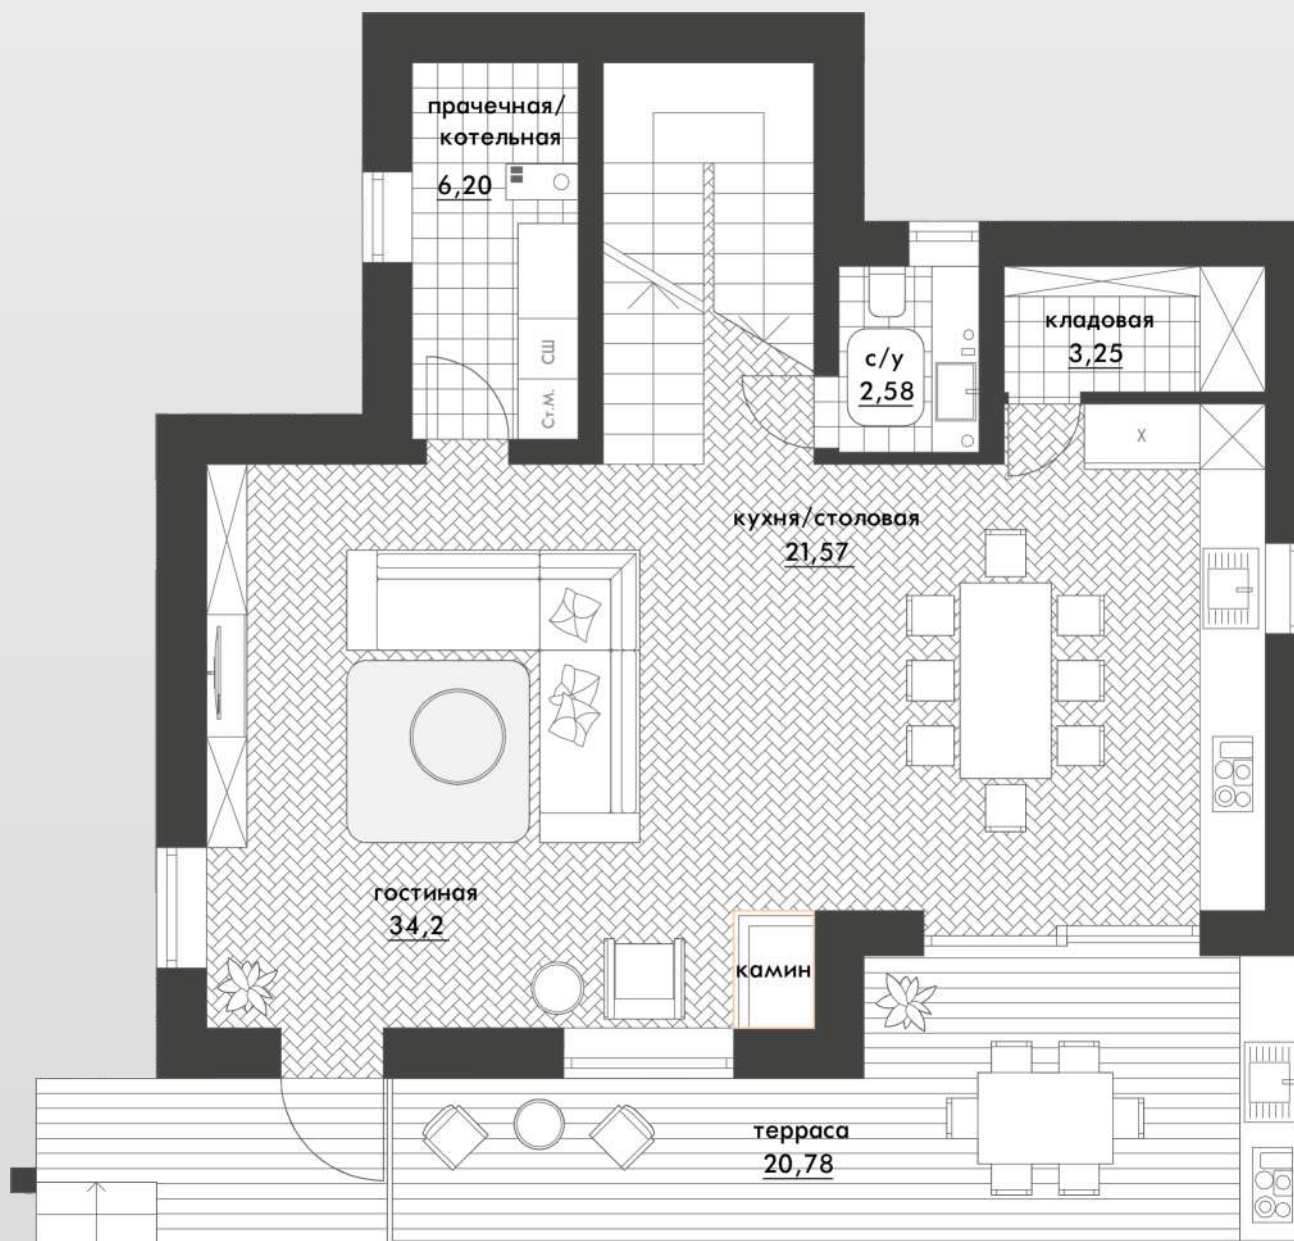 прачечная/
котельная
6,20
СШ
Ст.М.
с/у
2,58
кладовая
3,25
X
кухня/столовая
21,57
гостиная
34,2
камин
терраса
20,78